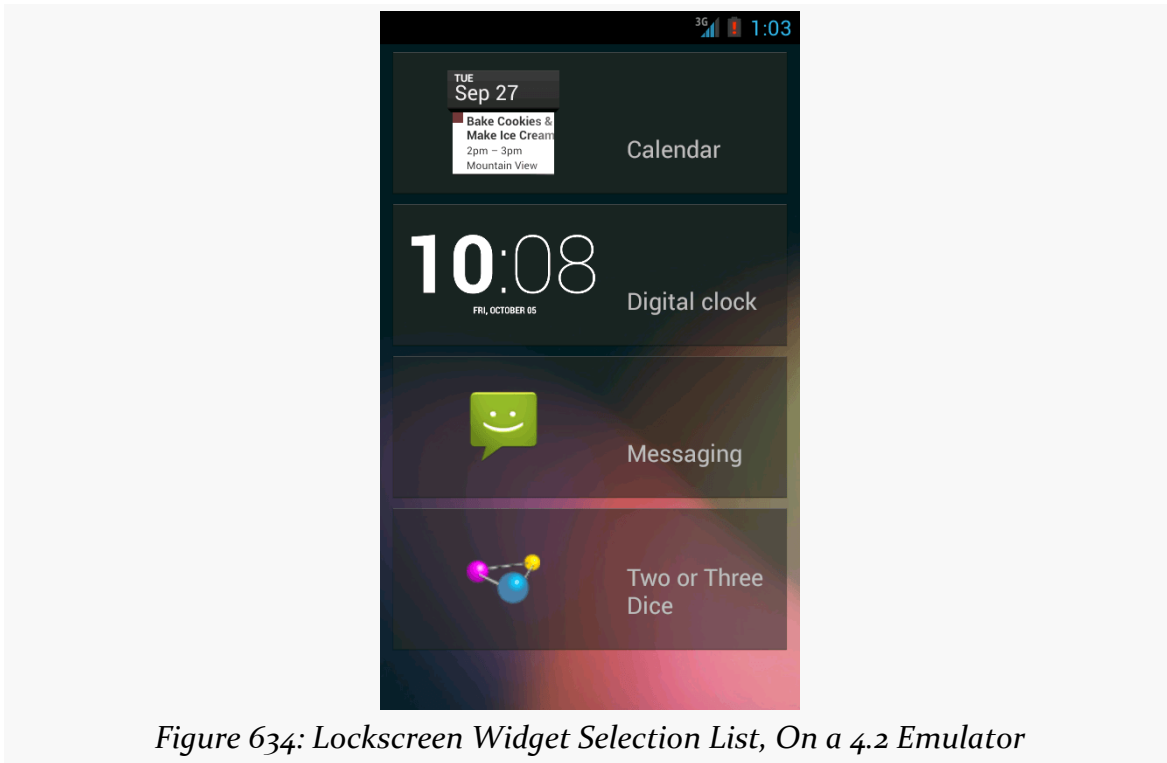 3G 1:03
TUE
Sep 27
Bake Cookies &
Make Ice Cream
2pm – 3pm
Mountain View
Calendar
10:08
FRI, OCTOBER 05
Digital clock
Messaging
Two or Three
Dice
Figure 634: Lockscreen Widget Selection List, On a 4.2 Emulator